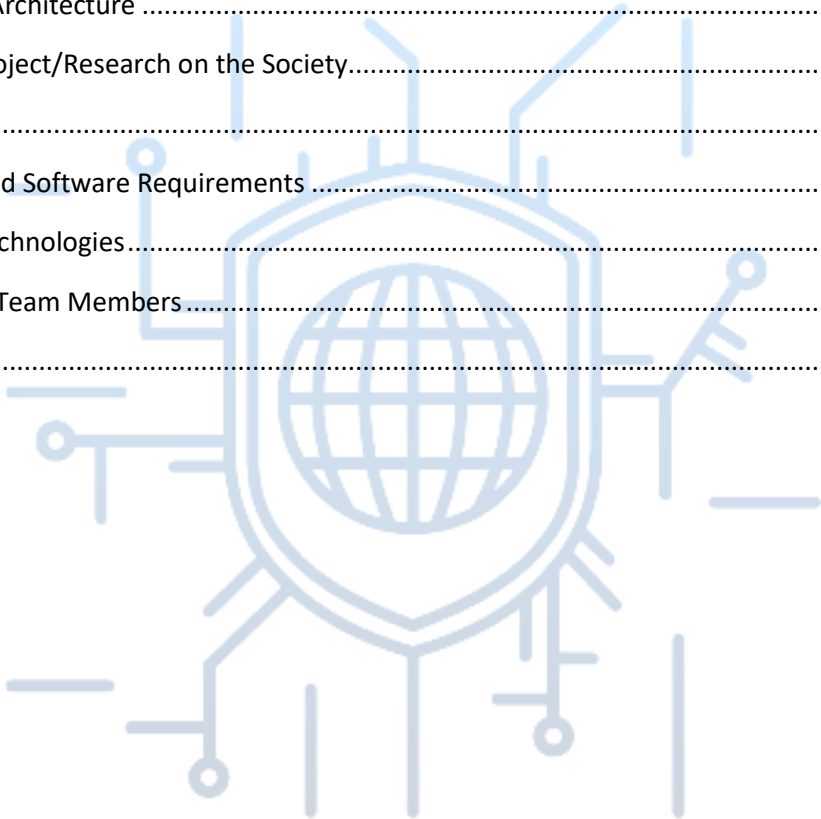 Architecture ..........................................................................................
oject/Research on the Society..............................................................
..................................................................................................................
d Software Requirements ...................................................................
chnologies...........................................................................................
Team Members...................................................................................
..................................................................................................................